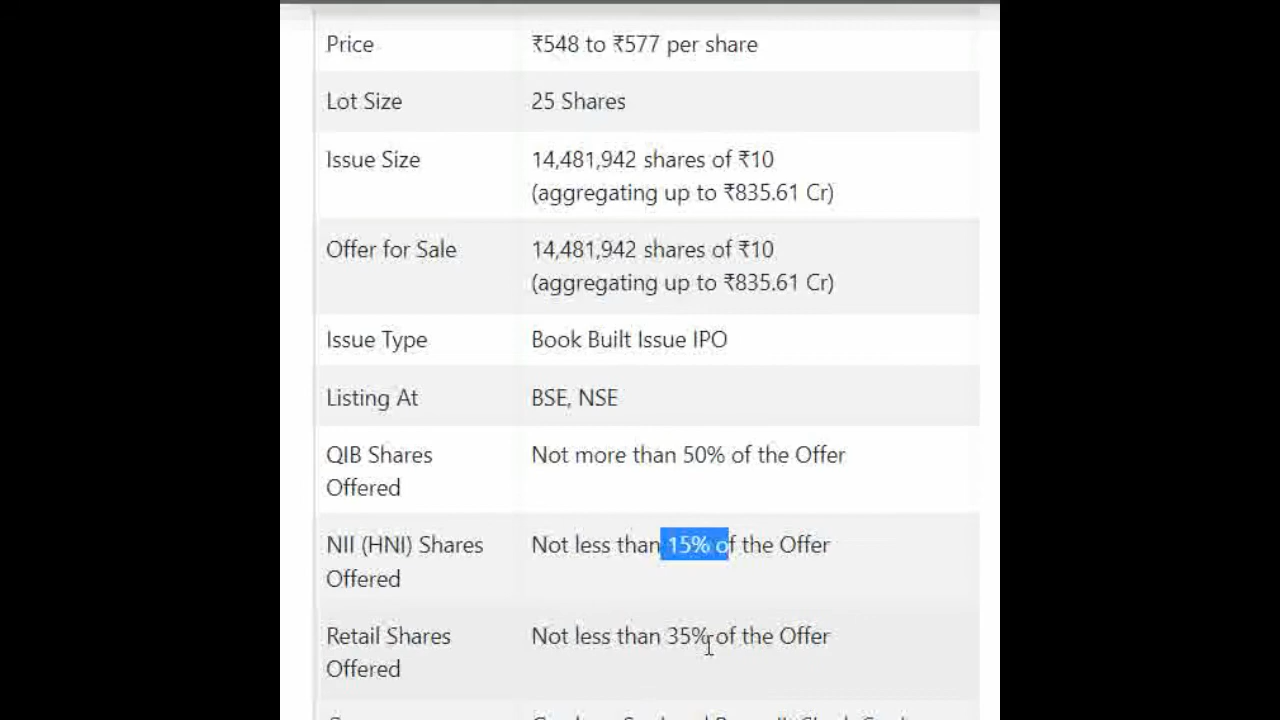 Price ₹548 to ₹577 per share
Lot Size 25 Shares
Issue Size 14,481,942 shares of ₹10
(aggregating up to ₹835.61 Cr)
Offer for Sale 14,481,942 shares of ₹10
(aggregating up to ₹835.61 Cr)
Issue Type Book Built Issue IPO
Listing At BSE, NSE
QIB Shares Not more than 50% of the Offer
Offered
NII (HNI) Shares Not less than 15% of the Offer
Offered
Retail Shares Not less than 35% of the Offer
Offered